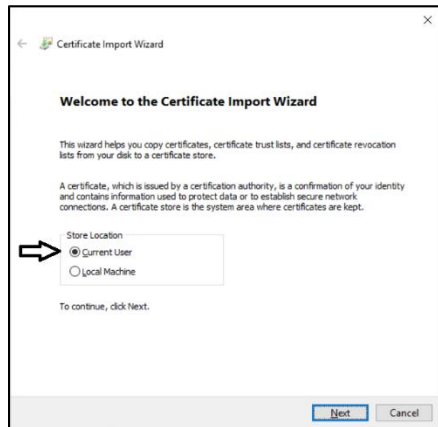 Certificate Import Wizard
Welcome to the Certificate Import Wizard
This wizard helps you copy certificates, certificate trust lists, and certificate revocation
lists from your disk to a certificate store.
A certificate, which is issued by a certification authority, is a confirmation of your identity
and contains information used to protect data or to establish secure network
connections. A certificate store is the system area where certificates are kept.
Store Location
Current User
Local Machine
To continue, click Next.
Next Cancel